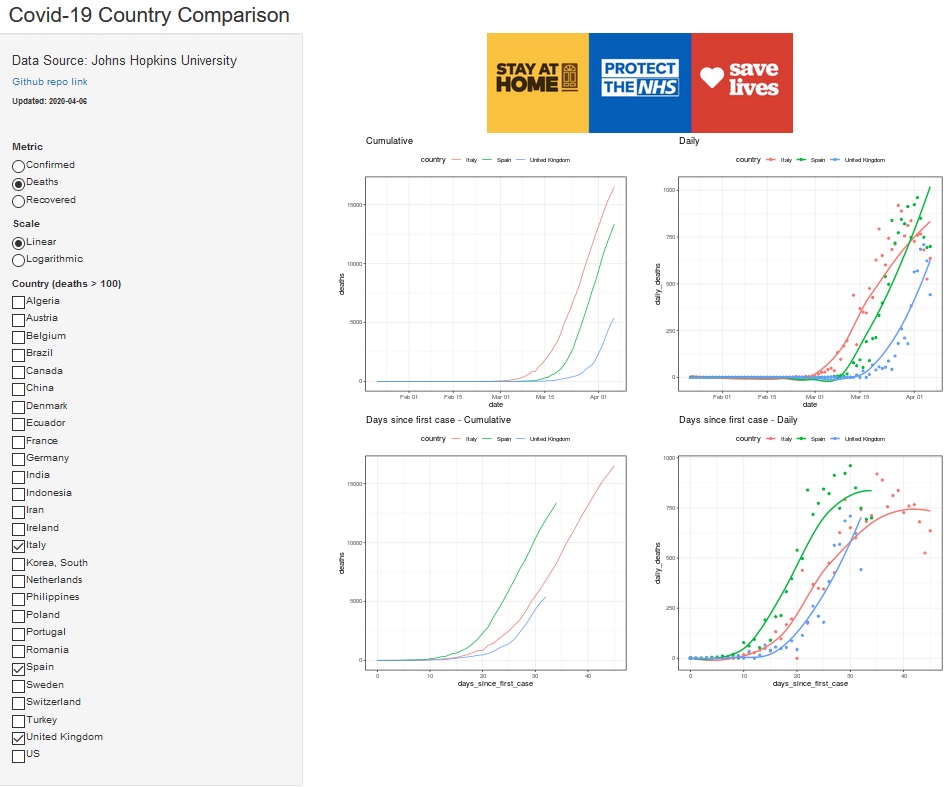 Covid-19 Country Comparison
Data Source: Johns Hopkins University
Github repo link
Updated: 2020-04-06
Metric
Confirmed
Deaths
Recovered
Scale
Linear
Logarithmic
Country (deaths > 100)
Algeria
Austria
Belgium
Brazil
Canada
China
Denmark
Ecuador
France
Germany
India
Indonesia
Iran
Ireland
Italy
Korea, South
Netherlands
Philippines
Poland
Portugal
Romania
Spain
Sweden
Switzerland
Turkey
United Kingdom
US
STAY AT
HOME
PROTECT
THE NHS
save
lives
Cumulative
country Italy Spain United Kingdom
deaths
15000
10000
5000
0
Feb 01 Feb 15 Mar 01 Mar 15 Apr 01
date
Daily
country Italy Spain United Kingdom
daily_deaths
1000
750
500
250
0
Feb 01 Feb 15 Mar 01 Mar 15 Apr 01
date
Days since first case - Cumulative
country Italy Spain United Kingdom
deaths
15000
10000
5000
0
0 10 20 30 40
days_since_first_case
Days since first case - Daily
country Italy Spain United Kingdom
daily_deaths
1000
750
500
250
0
0 10 20 30 40
days_since_first_case